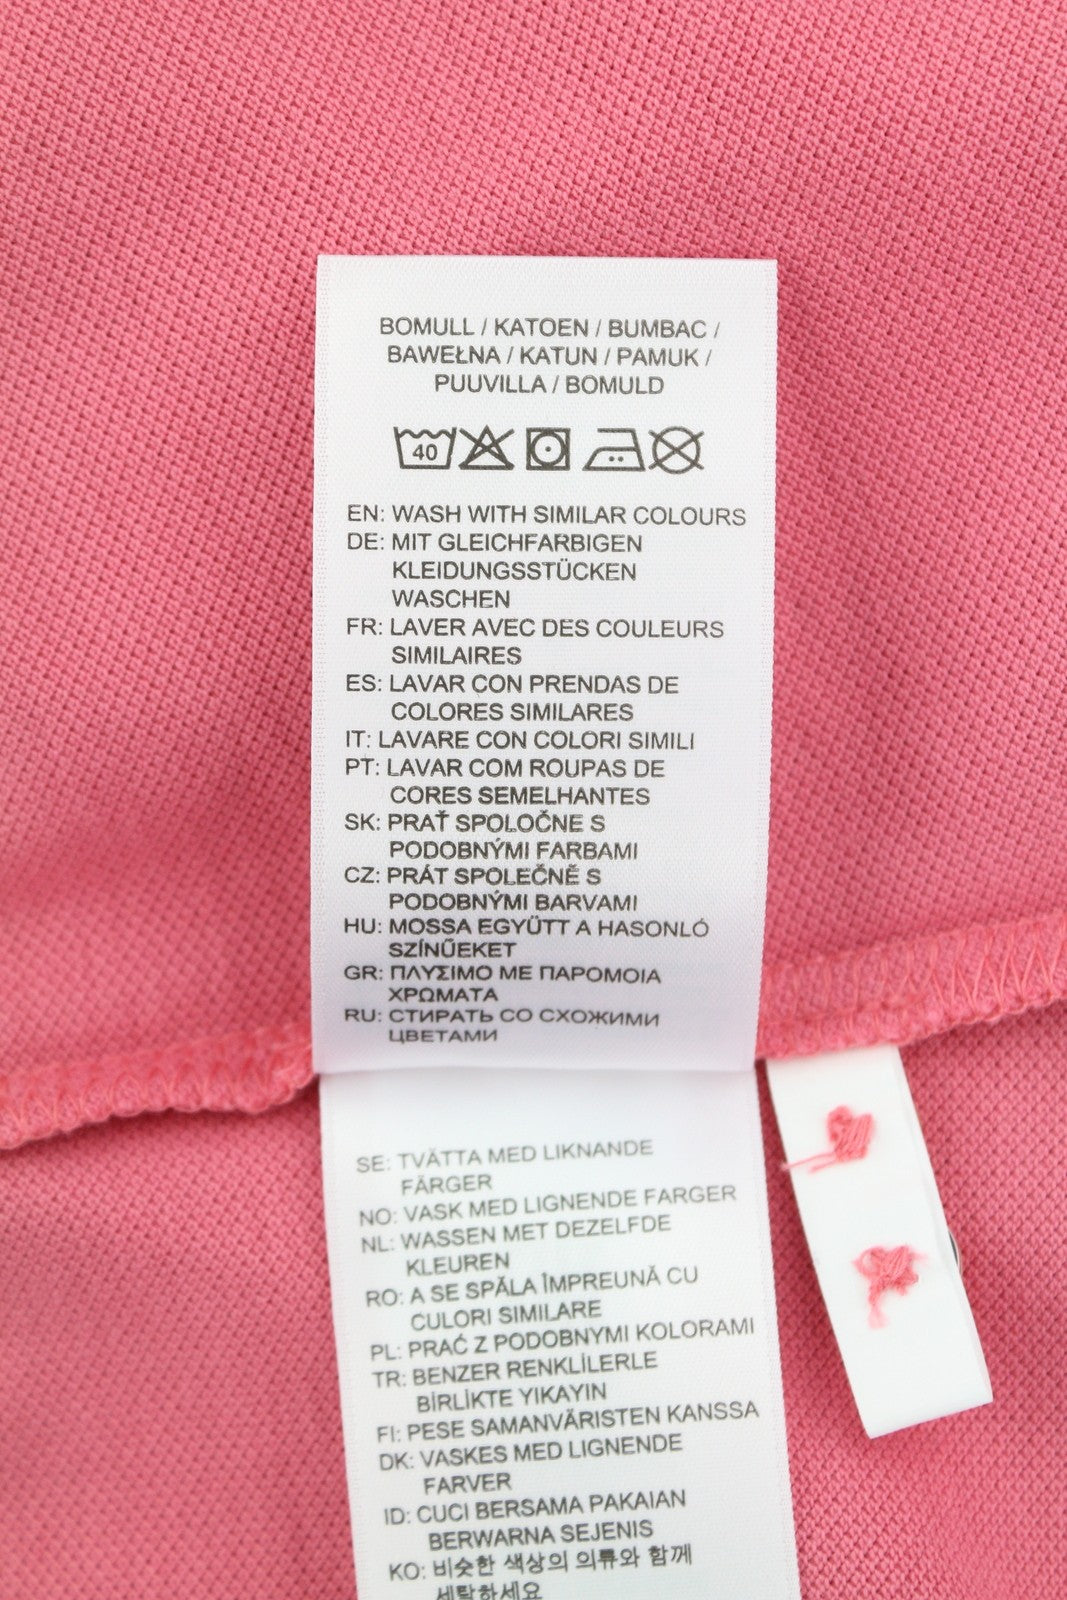 BOMULL / KATOEN / BUMBAC /
BAWEŁNA / KATUN / PAMUK /
PUUVILLA / BOMULD
40
EN: WASH WITH SIMILAR COLOURS
DE: MIT GLEICHFARBIGEN
KLEIDUNGSSTÜCKEN
WASCHEN
FR: LAVER AVEC DES COULEURS
SIMILAIRES
ES: LAVAR CON PRENDAS DE
COLORES SIMILARES
IT: LAVARE CON COLORI SIMILI
PT: LAVAR COM ROUPAS DE
CORES SEMELHANTES
SK: PRAŤ SPOLOČNE S
PODOBNÝMI FARBAMI
CZ: PRÁT SPOLEČNĚ S
PODOBNÝMI BARVAMI
HU: MOSSA EGYÜTT A HASONLÓ
SZÍNŰEKET
GR: ΠΛΥΣΙΜΟ ΜΕ ΠΑΡΟΜΟΙΑ
ΧΡΩΜΑΤΑ
RU: СТИРАТЬ СО СХОЖИМИ
ЦВЕТАМИ
SE: TVÄTTA MED LIKNANDE
FÄRGER
NO: VASK MED LIGNENDE FARGER
NL: WASSEN MET DEZELFDE
KLEUREN
RO: A SE SPĂLA ÎMPREUNĂ CU
CULORI SIMILARE
PL: PRAĆ Z PODOBNYMI KOLORAMI
TR: BENZER RENKLİLERLE
BİRLİKTE YIKAYIN
FI: PESE SAMANVÄRISTEN KANSSA
DK: VASKES MED LIGNENDE
FARVER
ID: CUCI BERSAMA PAKAIAN
BERWARNA SEJENIS
KO: 비슷한 색상의 의류와 함께
세탁하세요